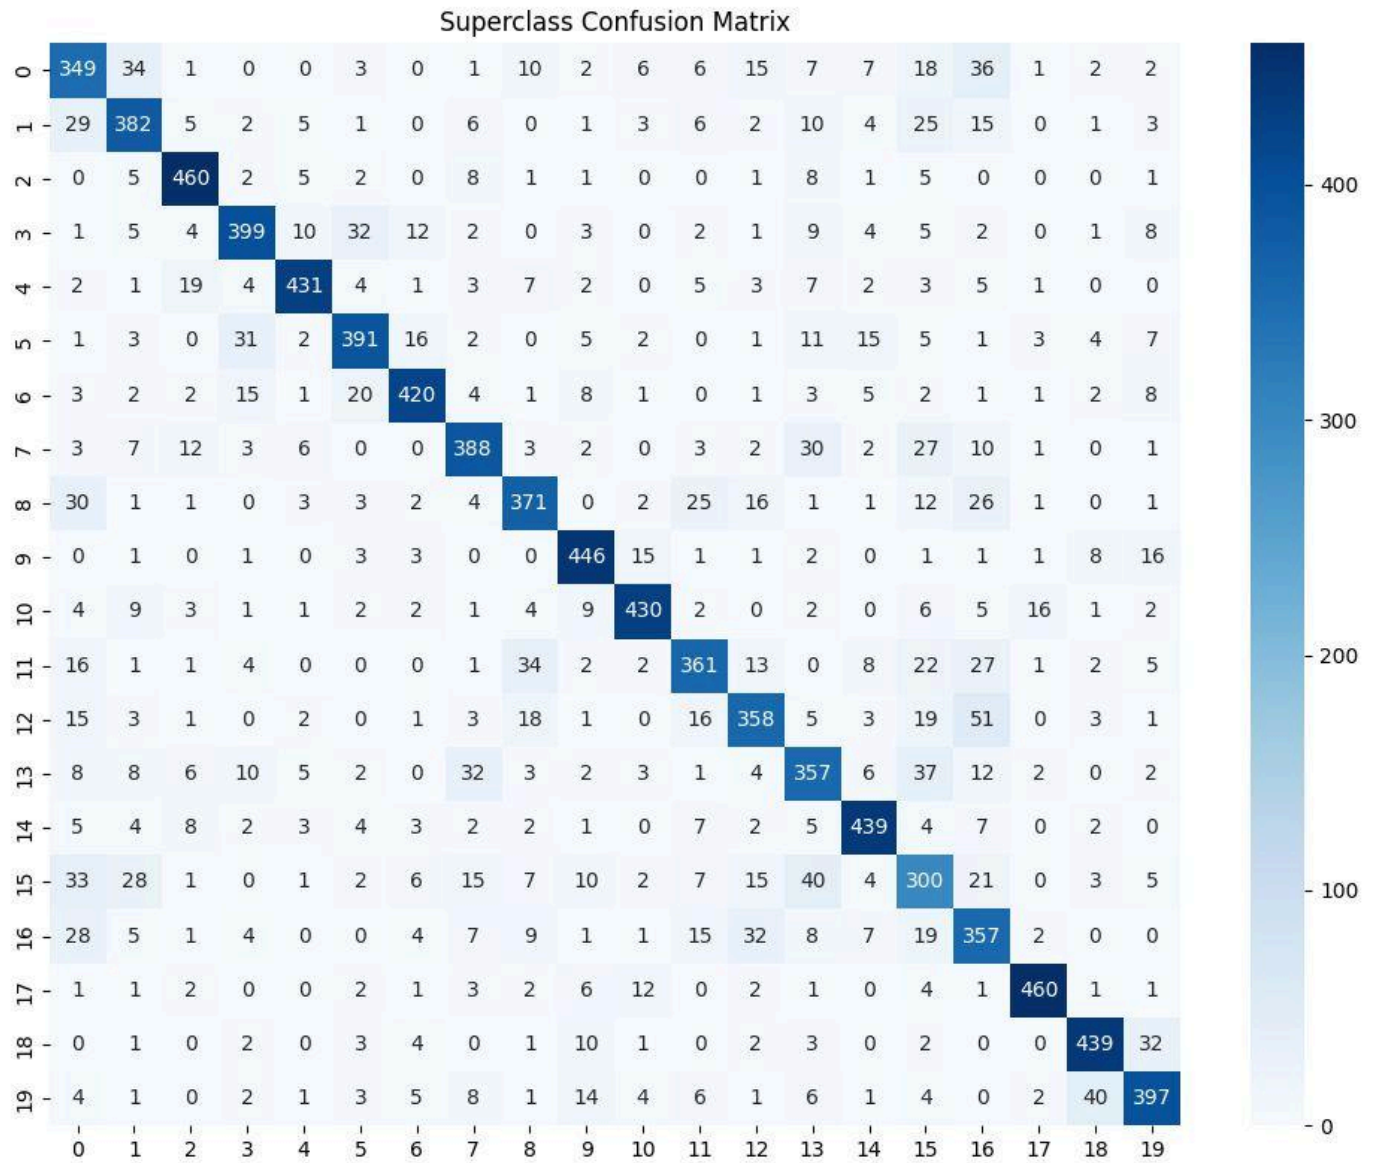 Superclass Confusion Matrix
0 349 34 1 0 0 3 0 1 10 2 6 6 15 7 7 18 36 1 2 2
1 29 382 5 2 5 1 0 6 0 1 3 6 2 10 4 25 15 0 1 3
2 0 5 460 2 5 2 0 8 1 1 0 0 1 8 1 5 0 0 0 1
3 1 5 4 399 10 32 12 2 0 3 0 2 1 9 4 5 2 0 1 8
4 2 1 19 4 431 4 1 3 7 2 0 5 3 7 2 3 5 1 0 0
5 1 3 0 31 2 391 16 2 0 5 2 0 1 11 15 5 1 3 4 7
6 3 2 2 15 1 20 420 4 1 8 1 0 1 3 5 2 1 1 2 8
7 3 7 12 3 6 0 0 388 3 2 0 3 2 30 2 27 10 1 0 1
8 30 1 1 0 3 3 2 4 371 0 2 25 16 1 1 12 26 1 0 1
9 0 1 0 1 0 3 3 0 0 446 15 1 1 2 0 1 1 1 8 16
10 4 9 3 1 1 2 2 1 4 9 430 2 0 2 0 6 5 16 1 2
11 16 1 1 4 0 0 0 1 34 2 2 361 13 0 8 22 27 1 2 5
12 15 3 1 0 2 0 1 3 18 1 0 16 358 5 3 19 51 0 3 1
13 8 8 6 10 5 2 0 32 3 2 3 1 4 357 6 37 12 2 0 2
14 5 4 8 2 3 4 3 2 2 1 0 7 2 5 439 4 7 0 2 0
15 33 28 1 0 1 2 6 15 7 10 2 7 15 40 4 300 21 0 3 5
16 28 5 1 4 0 0 4 7 9 1 1 15 32 8 7 19 357 2 0 0
17 1 1 2 0 0 2 1 3 2 6 12 0 2 1 0 4 1 460 1 1
18 0 1 0 2 0 3 4 0 1 10 1 0 2 3 0 2 0 0 439 32
19 4 1 0 2 1 3 5 8 1 14 4 6 1 6 1 4 0 2 40 397
0 1 2 3 4 5 6 7 8 9 10 11 12 13 14 15 16 17 18 19
400
300
200
100
0